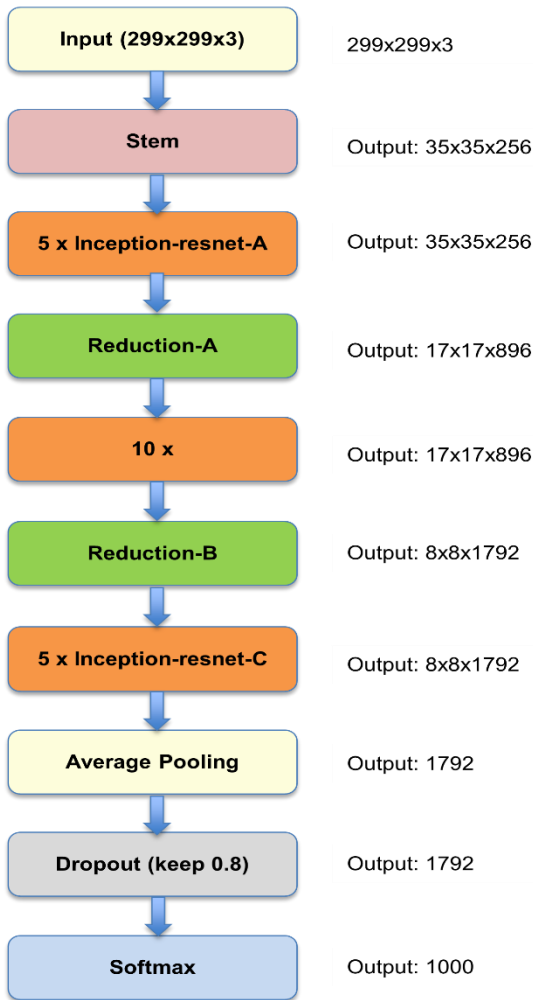 Input (299x299x3)
299x299x3
Stem
Output: 35x35x256
5 x Inception-resnet-A
Output: 35x35x256
Reduction-A
Output: 17x17x896
10 x
Output: 17x17x896
Reduction-B
Output: 8x8x1792
5 x Inception-resnet-C
Output: 8x8x1792
Average Pooling
Output: 1792
Dropout (keep 0.8)
Output: 1792
Softmax
Output: 1000